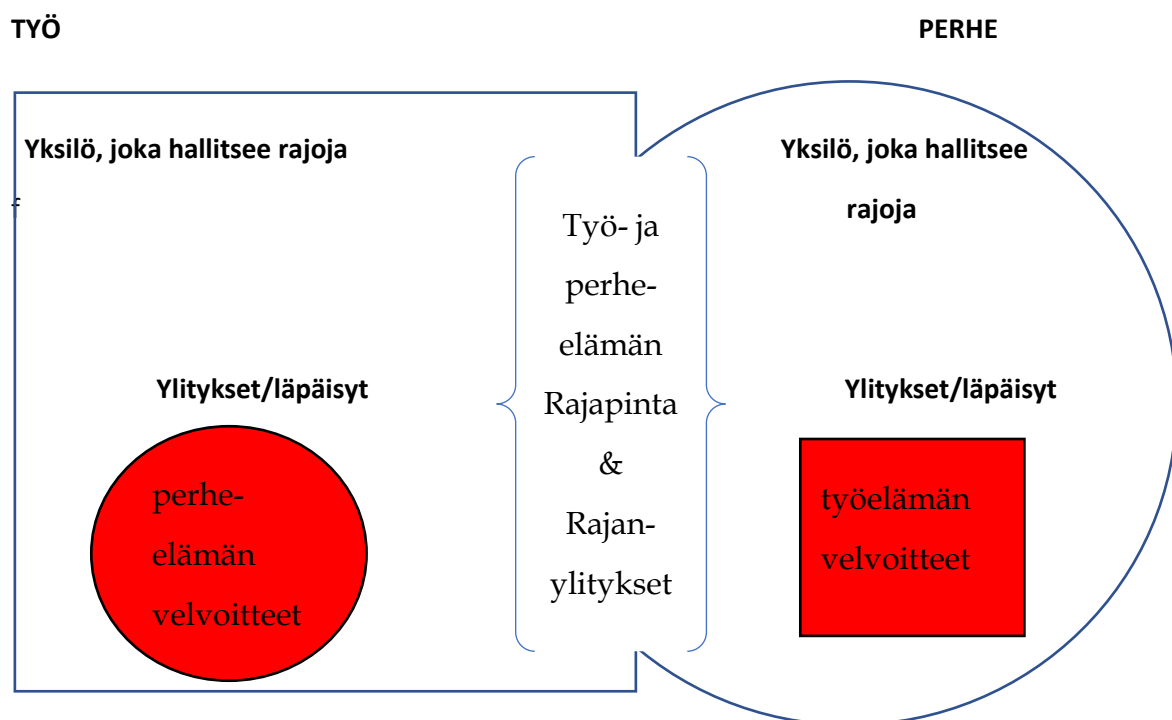 TYÖ
PERHE
Yksilö, joka hallitsee rajoja
f
Ylitykset/läpäisyt
perhe-
elämän
velvoitteet
Työ- ja
perhe-
elämän
Rajapinta
&
Rajan-
ylitykset
Yksilö, joka hallitsee
rajoja
Ylitykset/läpäisyt
työelämän
velvoitteet